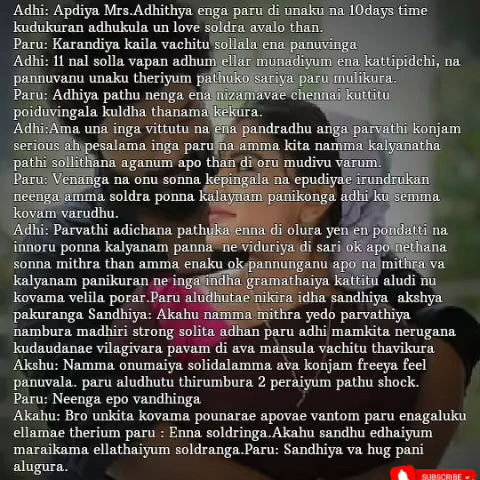 Adhi: Apdiya Mrs.Adhithya enga paru di unaku na 10days time
kudukuran adhukula un love soldra avalo than.
Paru: Karandiya kaila vachitu sollala ena panuvinga
Adhi: 11 nal solla vapan adhum ellar munadiyum ena kattipidchi, na
pannuvanu unaku theriyum pathuko sariya paru mulikura.
Paru: Adhiya pathu nenga ena nizamavae chennai kuttitu
poiduvingala kuldha thanama kekura.
Adhi:Ama una inga vittutu na ena pandradhu anga parvathi konjam
serious ah pesalama inga paru na amma kita namma kalyanatha
pathi sollithana aganum apo than di oru mudivu varum.
Paru: Venanga na onu sonna kepingala na epudiyae irundrukan
neenga amma soldra ponna kalaynam panikonga adhi ku semma
kovam varudhu.
Adhi: Parvathi adichana pathuka enna di olura yen en pondatti na
innoru ponna kalyanam panna ne viduriya di sari ok apo nethana
sonna mithra than amma enaku ok pannunganu apo na mithra va
kalyanam panikuran ne inga indha gramathaiya kattitu aludi nu
kovama velila porar.Paru aludhutae nikira idha sandhiya akshya
pakuranga Sandhiya: Akahu namma mithra yedo parvathiya
nambura madhiri strong solita adhan paru adhi mamkita nerugana
kudaudanae vilagivara pavam di ava mansula vachitu thavikura
Akshu: Namma onumaiya solidalamma ava konjam freeya feel
panuvala. paru aludhutu thirumbura 2 peraiyum pathu shock.
Paru: Neenga epo vandhinga
Akahu: Bro unkita kovama pounarae apovae vantom paru enagaluku
ellamae therium paru : Enna soldringa.Akahu sandhu edhaiyum
maraikama ellathaiyum soldranga.Paru: Sandhiya va hug pani
alugura.
SUBSCRIBE